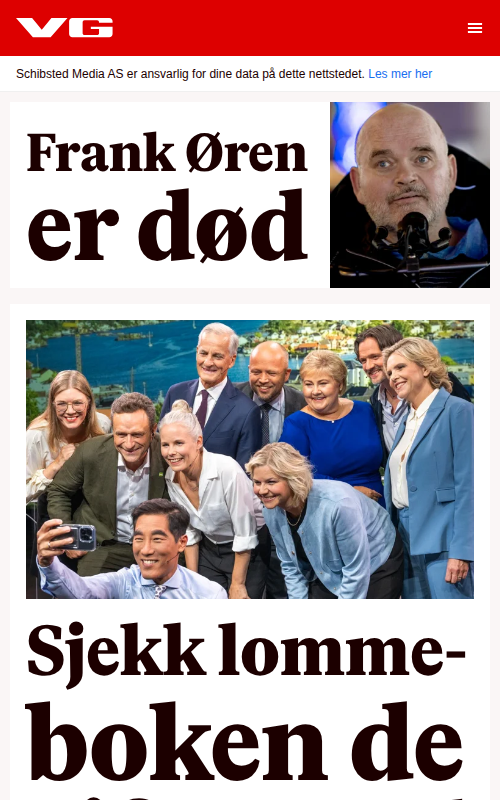 VG
Schibsted Media AS er ansvarlig for dine data på dette nettstedet. Les mer her
Frank Øren
er død
Sjekk lomme-
boken de